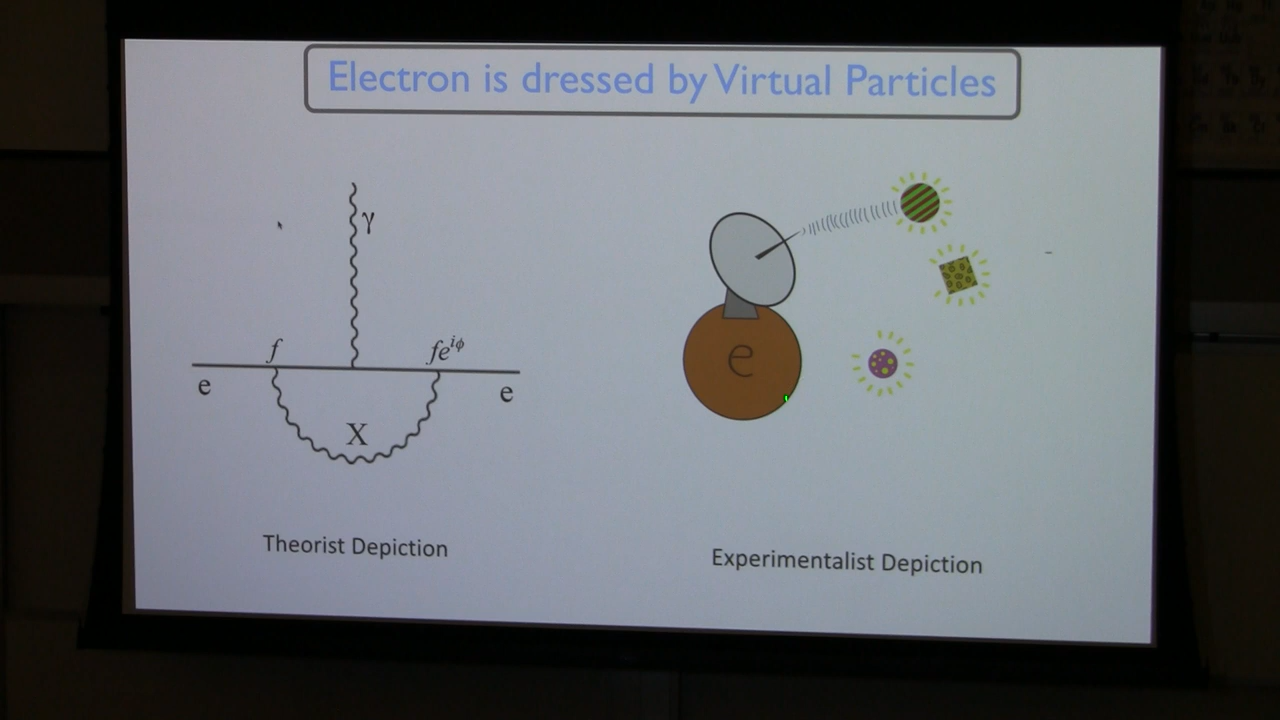 Electron is dressed by Virtual Particles
γ
f
fe^{iϕ}
e
e
X
Theorist Depiction
e
Experimentalist Depiction